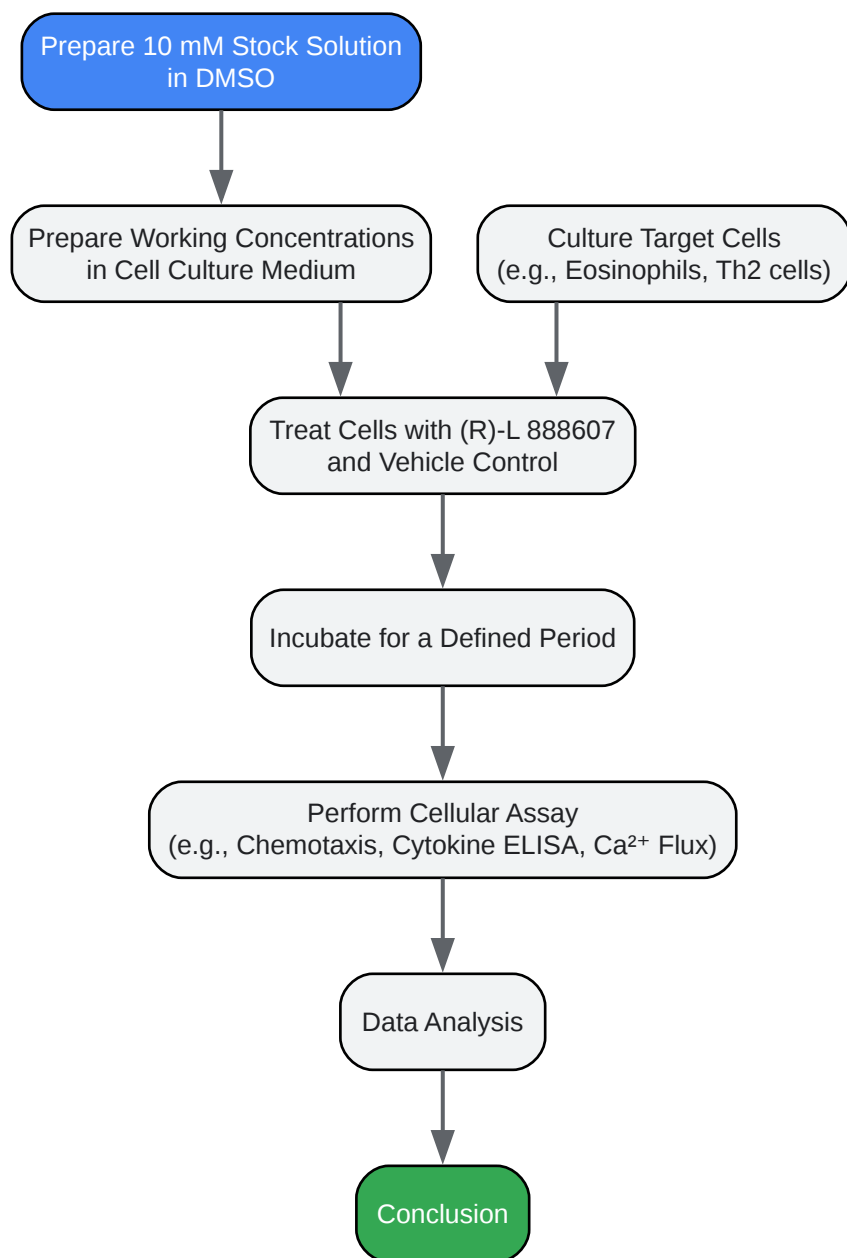 Prepare 10 mM Stock Solution
in DMSO
Prepare Working Concentrations
in Cell Culture Medium
Culture Target Cells
(e.g., Eosinophils, Th2 cells)
Treat Cells with (R)-L 888607
and Vehicle Control
Incubate for a Defined Period
Perform Cellular Assay
(e.g., Chemotaxis, Cytokine ELISA, Ca²⁺ Flux)
Data Analysis
Conclusion